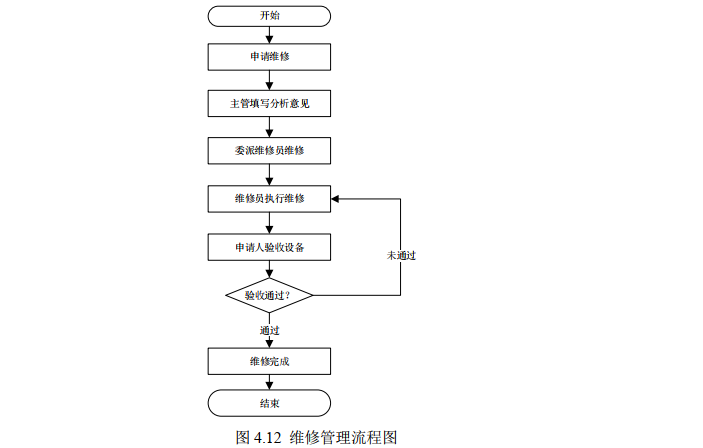 开始
申请维修
主管填写分析意见
委派维修员维修
维修员执行维修
申请人验收设备
未通过
验收通过？
通过
维修完成
结束
图 4.12 维修管理流程图